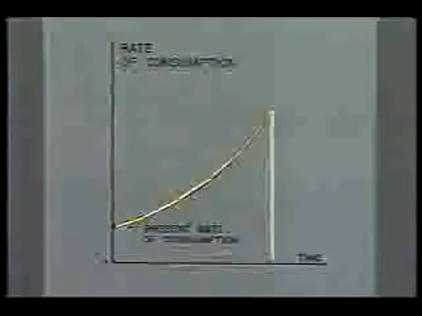 RATE
OF CONSUMPTION
PRESENT RATE
OF CONSUMPTION
TIME